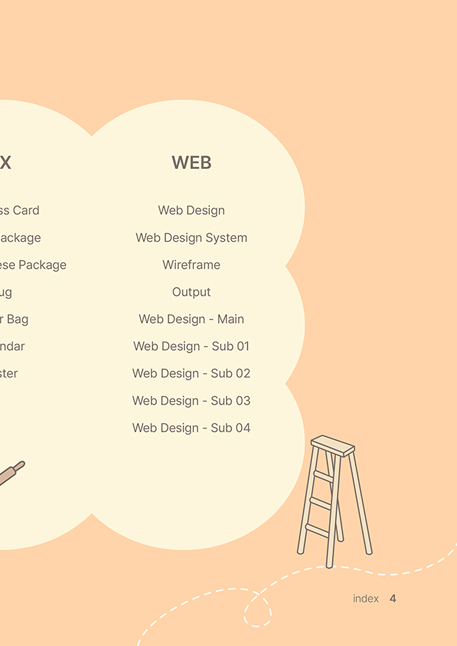 X
ss Card
ackage
ese Package
ug
r Bag
ndar
ster
WEB
Web Design
Web Design System
Wireframe
Output
Web Design - Main
Web Design - Sub 01
Web Design - Sub 02
Web Design - Sub 03
Web Design - Sub 04
index 4